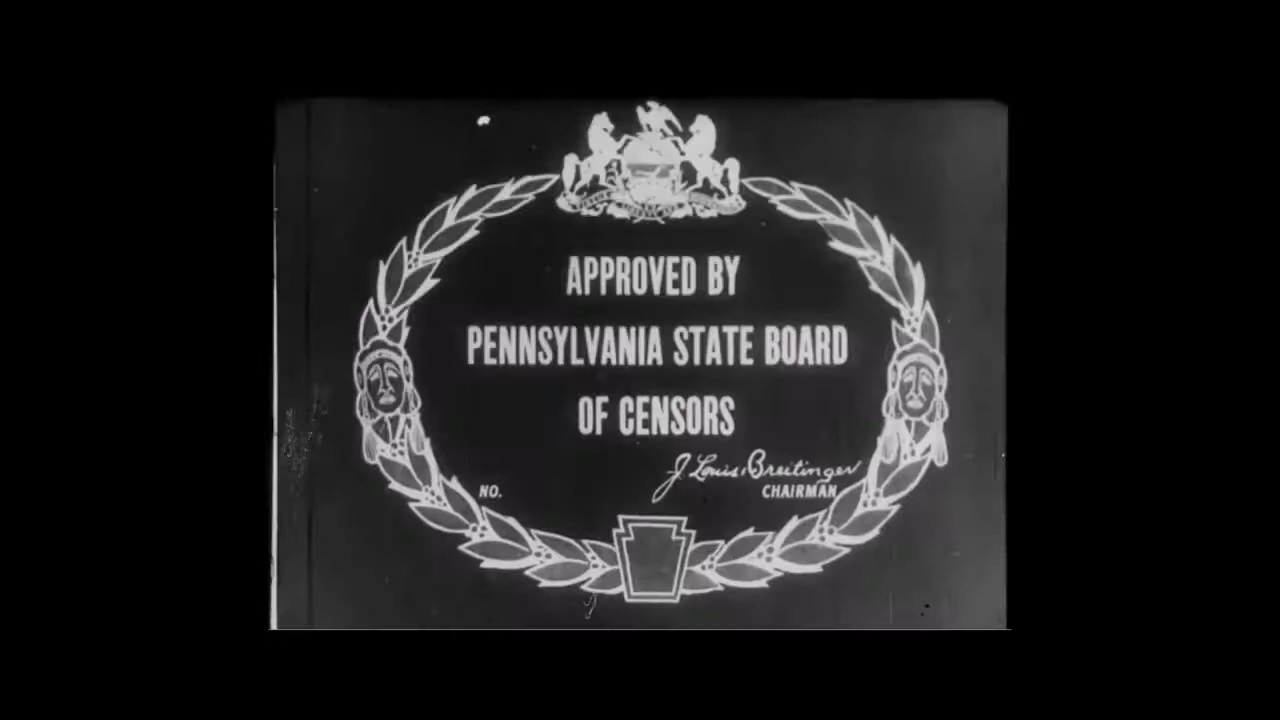 APPROVED BY
PENNSYLVANIA STATE BOARD
OF CENSORS
J. Louis Breitinger
NO.
CHAIRMAN